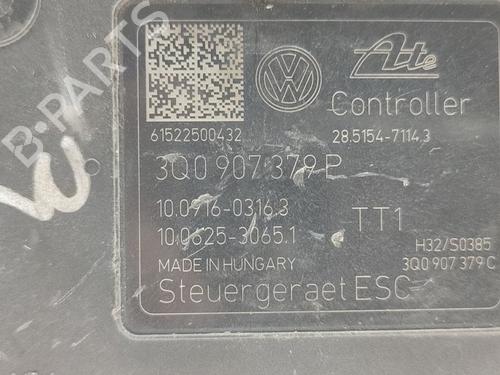 B-PARTS
Ate
Controller
61522500432
28.5154-7114.3
3Q0 907 379 P
10.0916-0316.3
10.0625-3065.1
TT1
H32/S0385
MADE IN HUNGARY
3Q0 907 379 C
Steuergeraet ESC